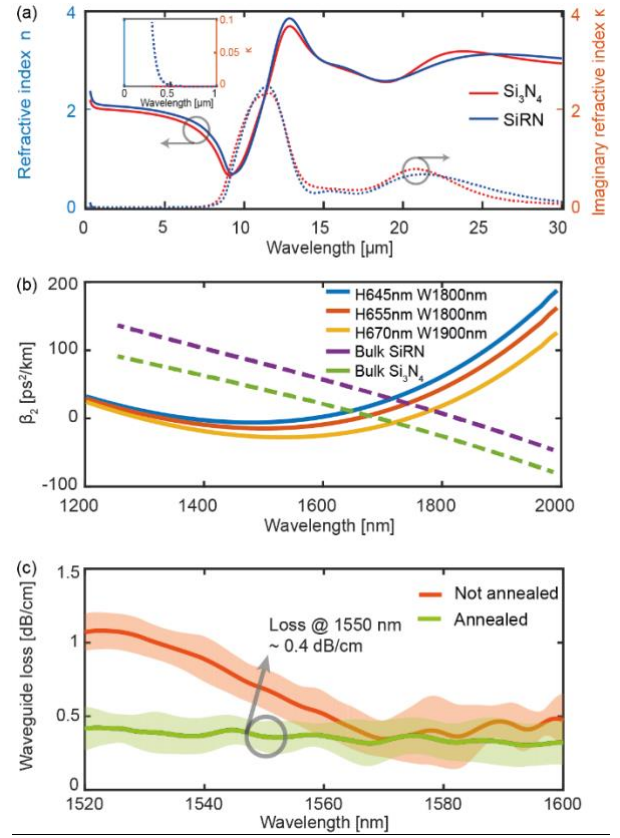 (a)
Refractive index n
4
2
0
0.1
0.05
0
κ
0
0.5
1
Wavelength [μm]
Si3N4
SiRN
4
2
0
Imaginary refractive index κ
0
5
10
15
20
25
30
Wavelength [μm]
(b)
β2 [ps²/km]
200
100
0
-100
H645nm W1800nm
H655nm W1800nm
H670nm W1900nm
Bulk SiRN
Bulk Si3N4
1200
1400
1600
1800
2000
Wavelength [nm]
(c)
Waveguide loss [dB/cm]
1.5
1
0.5
0
Not annealed
Annealed
Loss @ 1550 nm
~ 0.4 dB/cm
1520
1540
1560
1580
1600
Wavelength [nm]